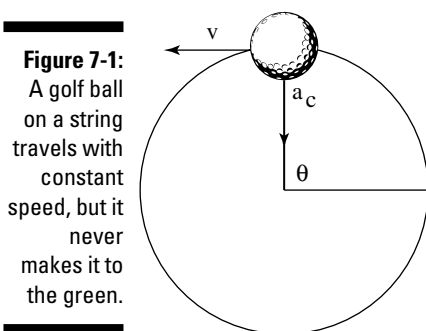 Figure 7-1:
A golf ball
on a string
travels with
constant
speed, but it
never
makes it to
the green.
v
a c
θ